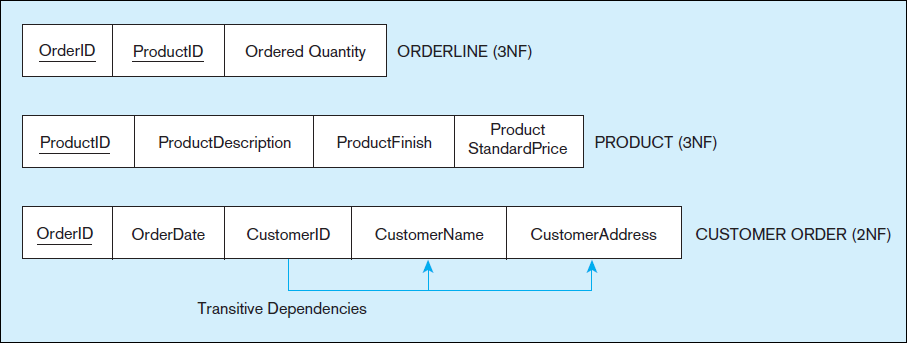 OrderID ProductID Ordered Quantity ORDERLINE (3NF)
ProductID ProductDescription ProductFinish Product StandardPrice PRODUCT (3NF)
OrderID OrderDate CustomerID CustomerName CustomerAddress CUSTOMER ORDER (2NF)
Transitive Dependencies